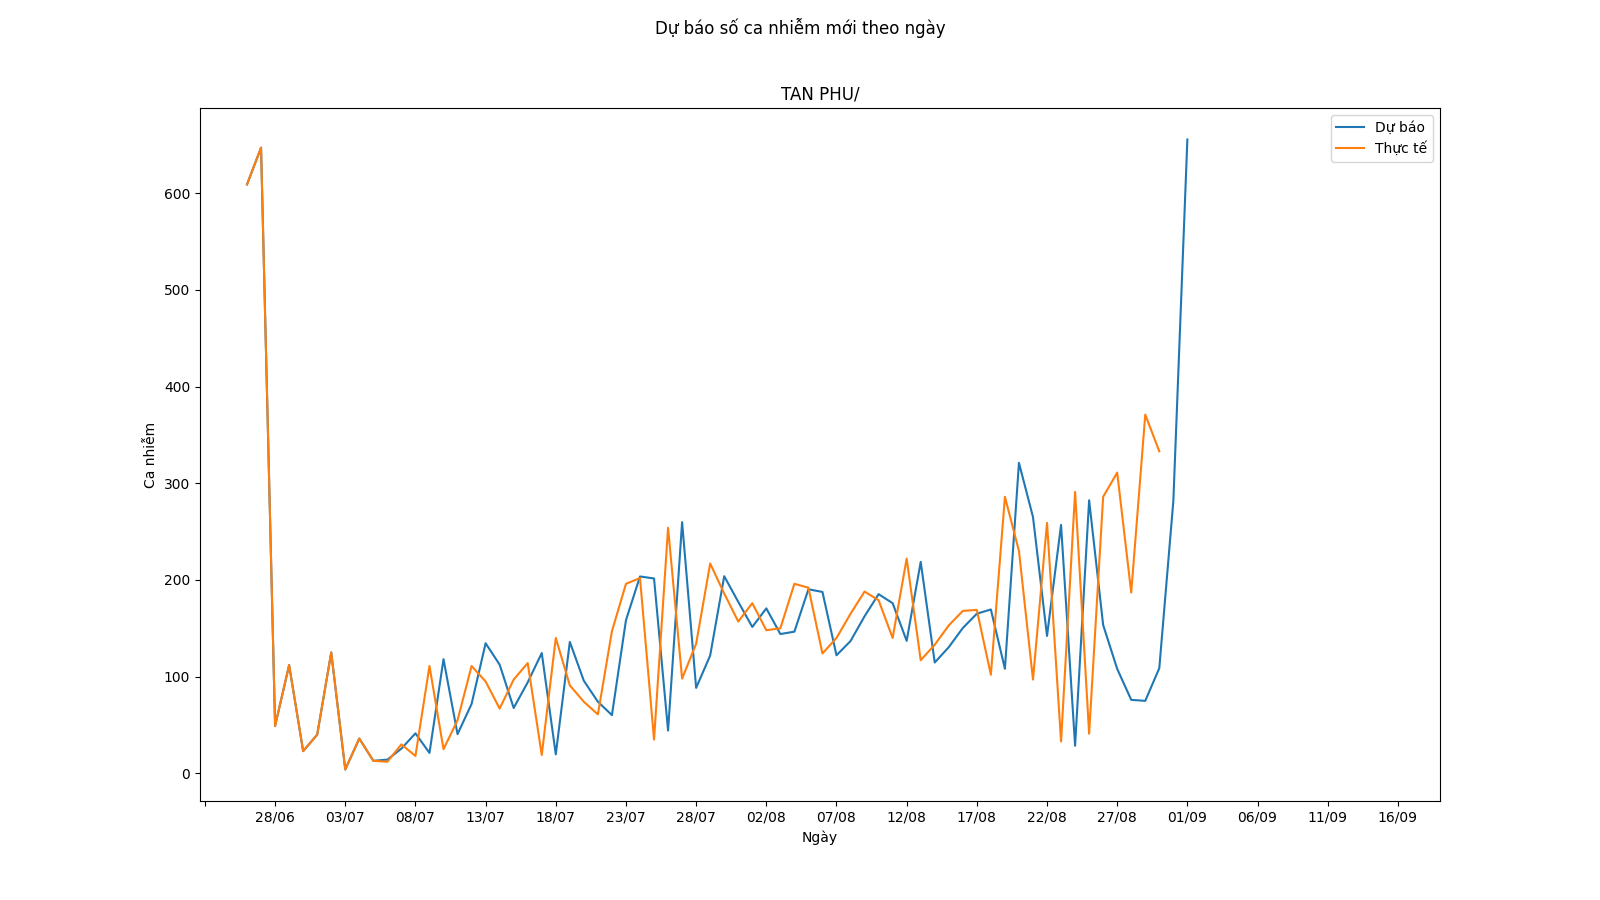 Dự báo số ca nhiễm mới theo ngày
TAN PHU/
Dự báo
Thực tế
600
500
400
300
200
100
0
Ca nhiễm
28/06 03/07 08/07 13/07 18/07 23/07 28/07 02/08 07/08 12/08 17/08 22/08 27/08 01/09 06/09 11/09 16/09
Ngày